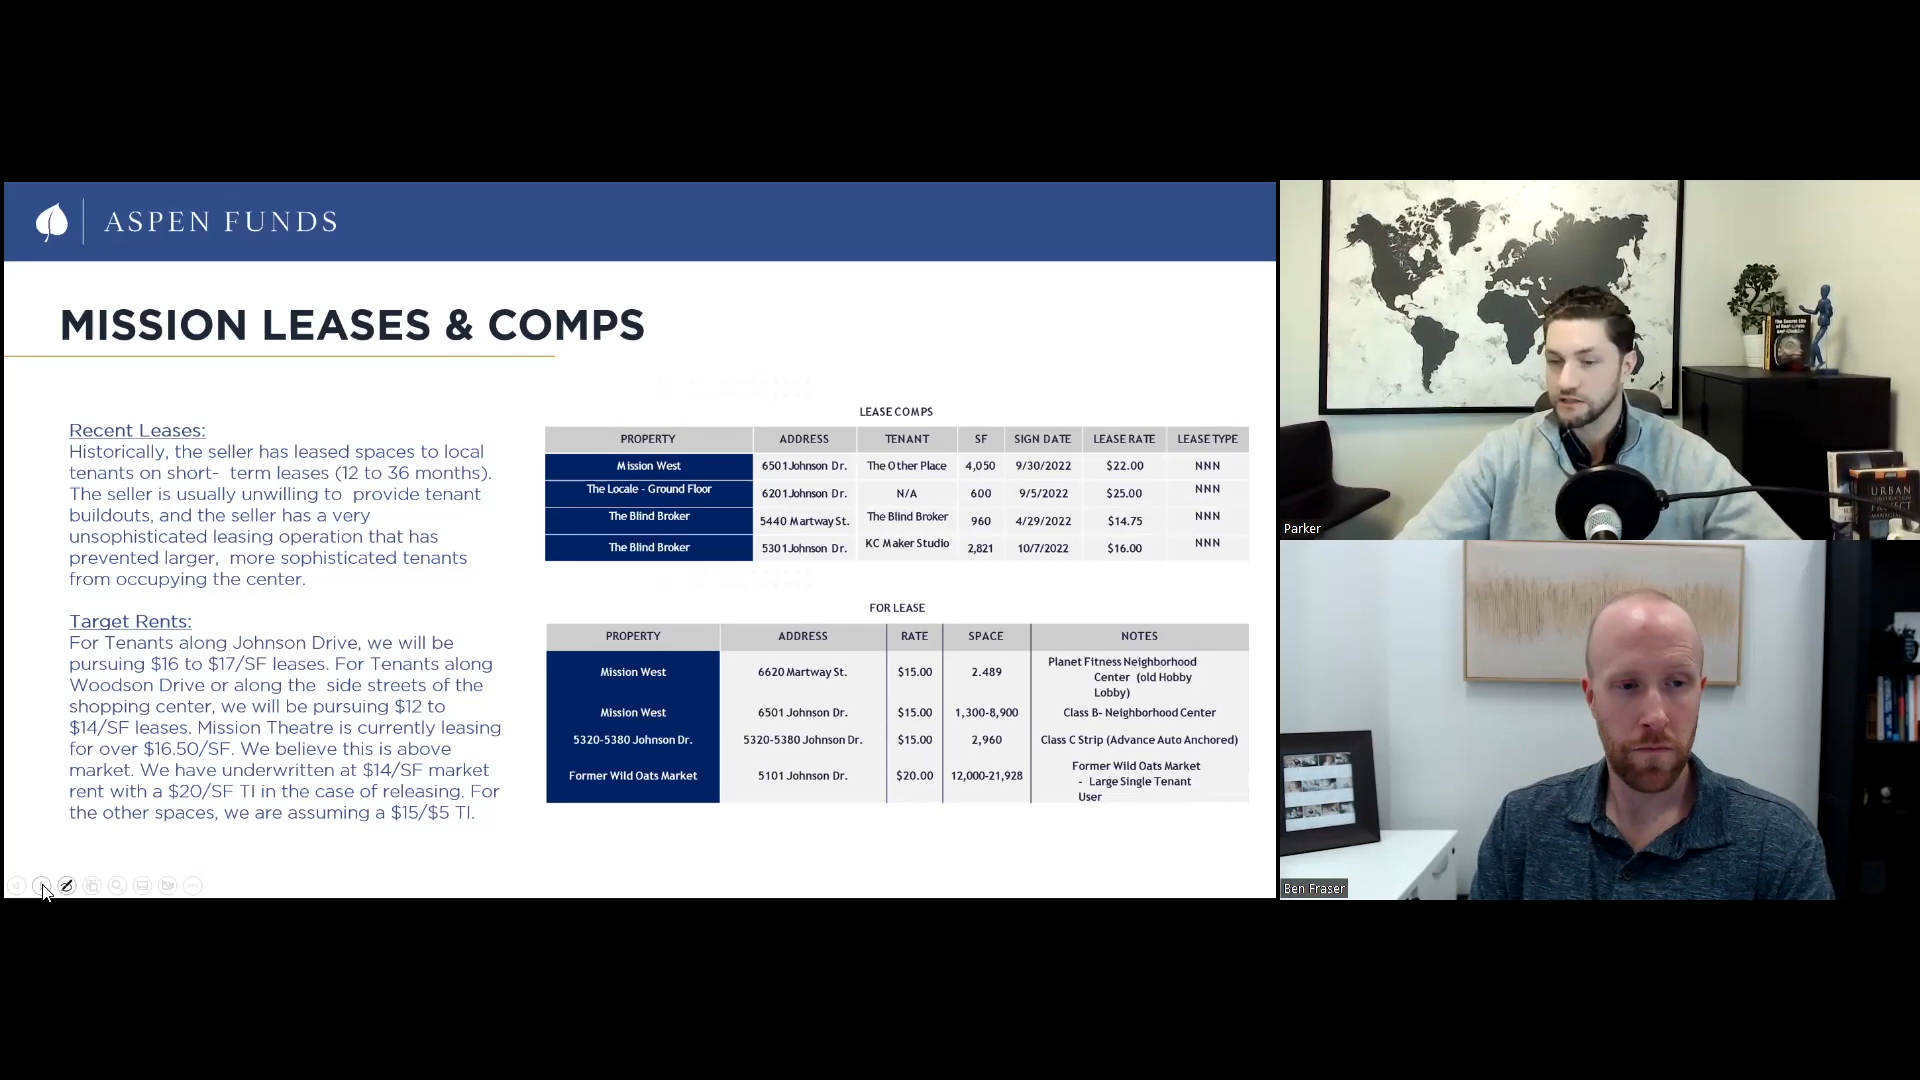 ASPEN FUNDS
MISSION LEASES & COMPS
Recent Leases:
Historically, the seller has leased spaces to local
tenants on short- term leases (12 to 36 months).
The seller is usually unwilling to provide tenant
buildouts, and the seller has a very
unsophisticated leasing operation that has
prevented larger, more sophisticated tenants
from occupying the center.
Target Rents:
For Tenants along Johnson Drive, we will be
pursuing $16 to $17/SF leases. For Tenants along
Woodson Drive or along the side streets of the
shopping center, we will be pursuing $12 to
$14/SF leases. Mission Theatre is currently leasing
for over $16.50/SF. We believe this is above
market. We have underwritten at $14/SF market
rent with a $20/SF TI in the case of releasing. For
the other spaces, we are assuming a $15/$5 TI.
LEASE COMPS
PROPERTY ADDRESS TENANT SF SIGN DATE LEASE RATE LEASE TYPE
Mission West 6501 Johnson Dr. The Other Place 4,050 9/30/2022 $22.00 NNN
The Locale - Ground Floor 6201 Johnson Dr. N/A 600 9/5/2022 $25.00 NNN
The Blind Broker 5440 Martway St. The Blind Broker 960 4/29/2022 $14.75 NNN
The Blind Broker 5301 Johnson Dr. KC Maker Studio 2,821 10/7/2022 $16.00 NNN
FOR LEASE
PROPERTY ADDRESS RATE SPACE NOTES
Mission West 6620 Martway St. $15.00 2.489 Planet Fitness Neighborhood
Center (old Hobby
Lobby)
Mission West 6501 Johnson Dr. $15.00 1,300-8,900 Class B- Neighborhood Center
5320-5380 Johnson Dr. 5320-5380 Johnson Dr. $15.00 2,960 Class C Strip (Advance Auto Anchored)
Former Wild Oats Market 5101 Johnson Dr. $20.00 12,000-21,928 Former Wild Oats Market
- Large Single Tenant
User
Parker
URBAN
Ben Fraser